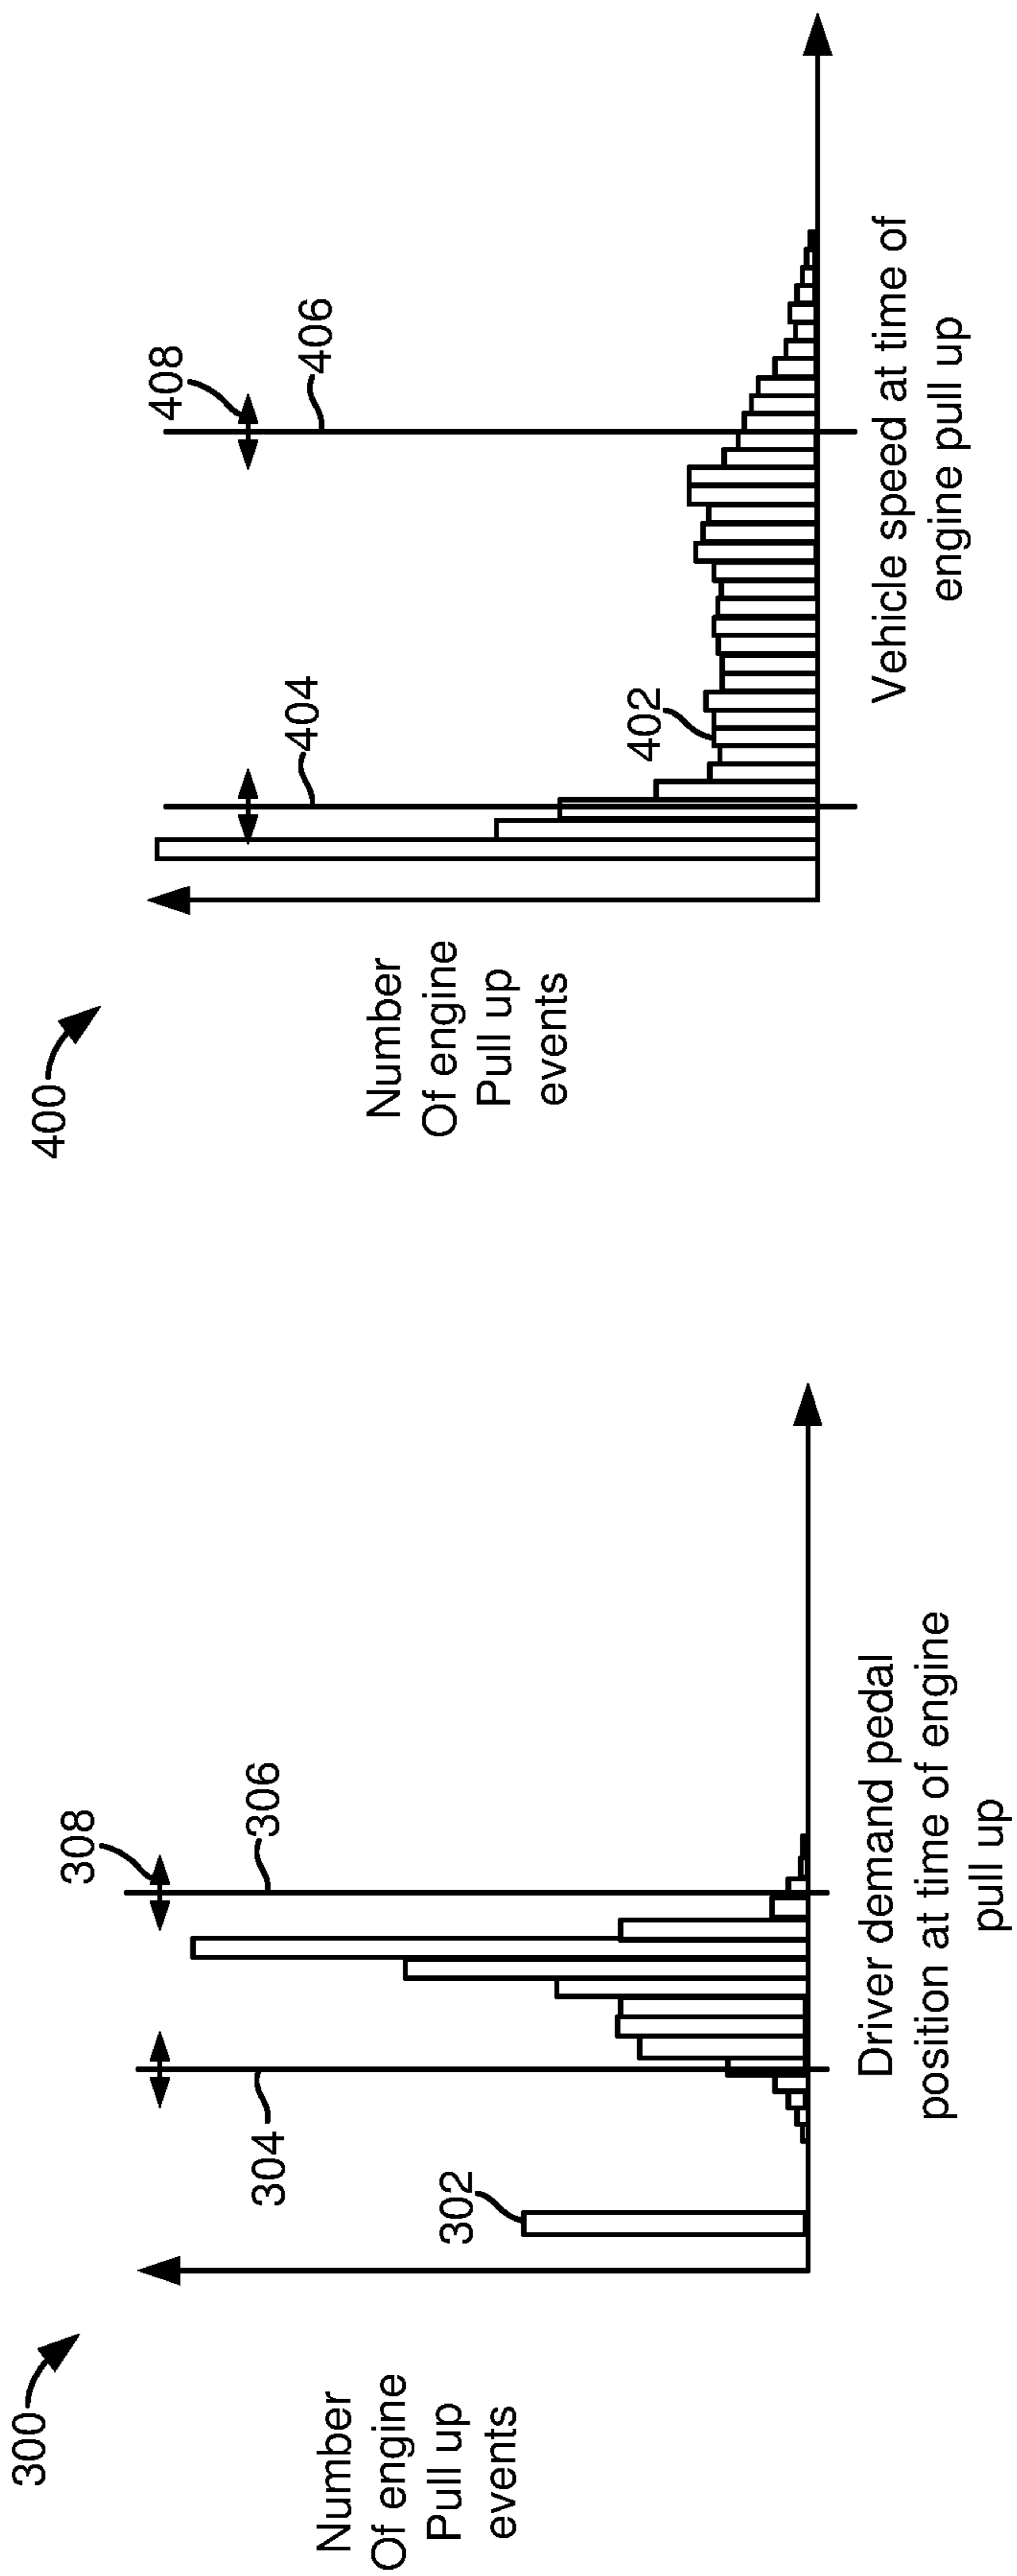 300
Number
Of engine
Pull up
events
302
304
306
308
Driver demand pedal
position at time of engine
pull up
400
Number
Of engine
Pull up
events
402
404
406
408
Vehicle speed at time of
engine pull up